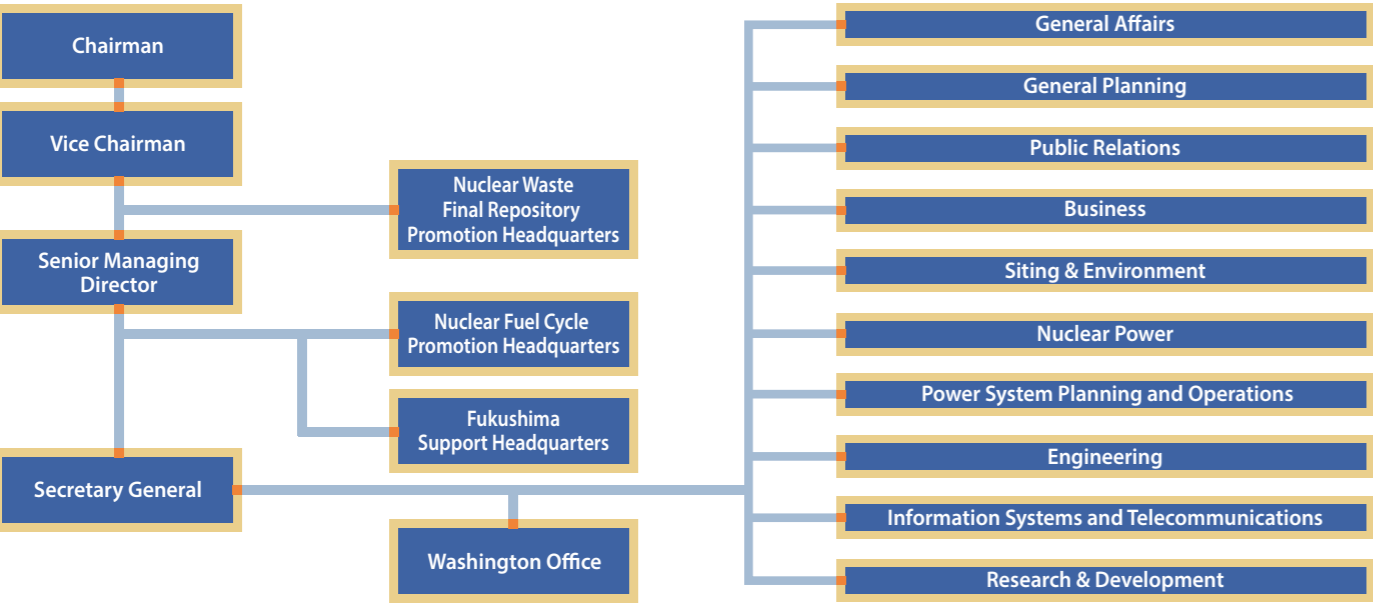 Chairman
Vice Chairman
Senior Managing
Director
Secretary General
Nuclear Waste
Final Repository
Promotion Headquarters
Nuclear Fuel Cycle
Promotion Headquarters
Fukushima
Support Headquarters
Washington Office
General Affairs
General Planning
Public Relations
Business
Siting & Environment
Nuclear Power
Power System Planning and Operations
Engineering
Information Systems and Telecommunications
Research & Development